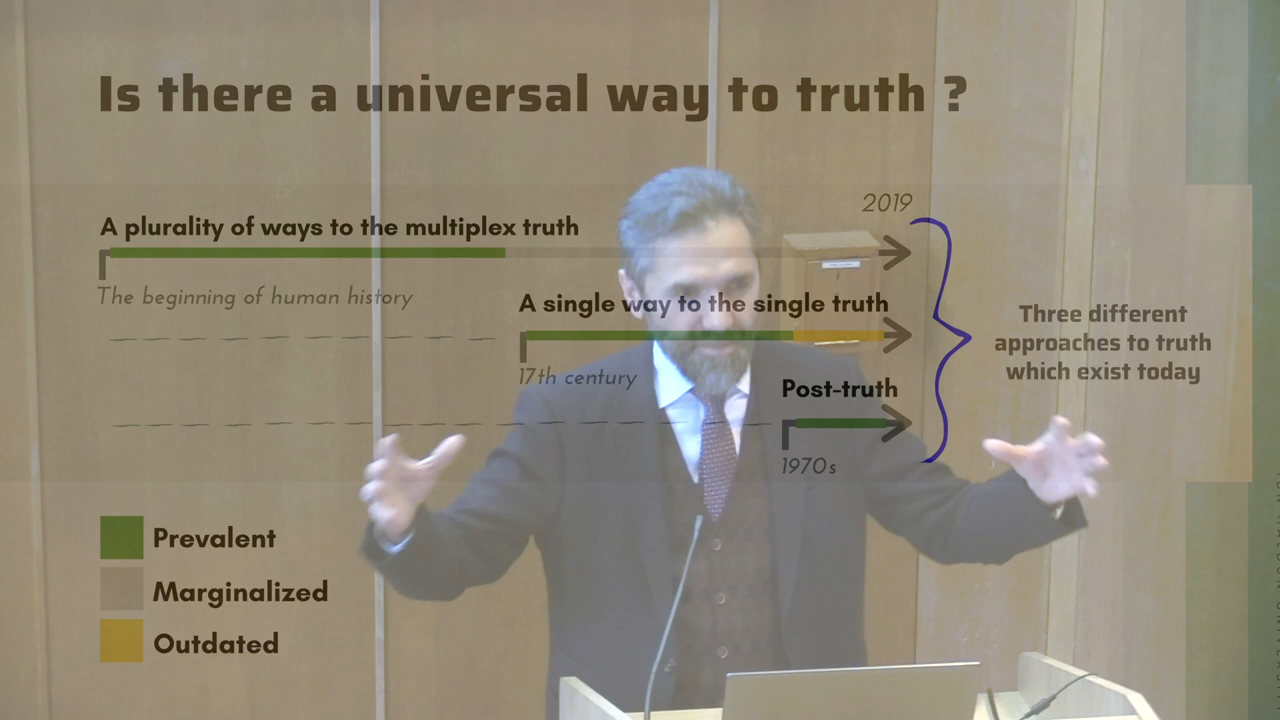 Is there a universal way to truth ?
2019
A plurality of ways to the multiplex truth
The beginning of human history
A single way to the single truth
17th century
Post-truth
1970s
Three different
approaches to truth
which exist today
Prevalent
Marginalized
Outdated